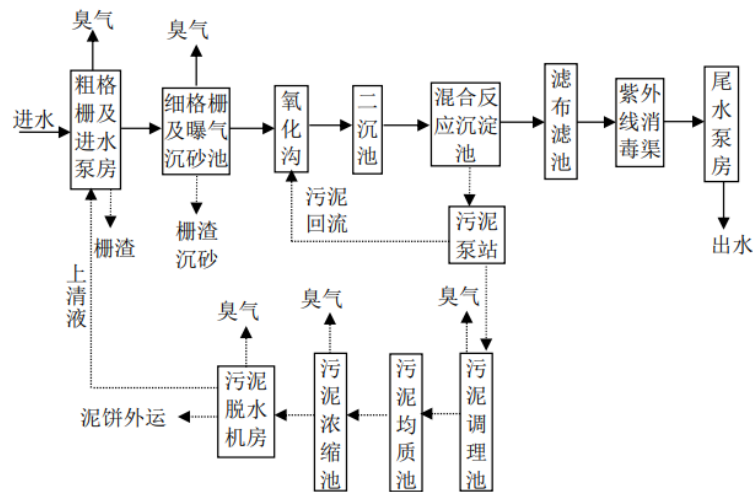 臭气
臭气
进水
粗格
栅及
进水
泵房
细格栅
及曝气
沉砂池
氧化沟
二沉池
混合反
应沉淀
池
滤布滤池
紫外
线消
毒渠
尾水泵房
栅渣
栅渣
沉砂
污泥
回流
污泥
泵站
出水
上清液
臭气
臭气
臭气
泥饼外运
污泥
脱水
机房
污泥浓缩池
污泥均质池
污泥调理池